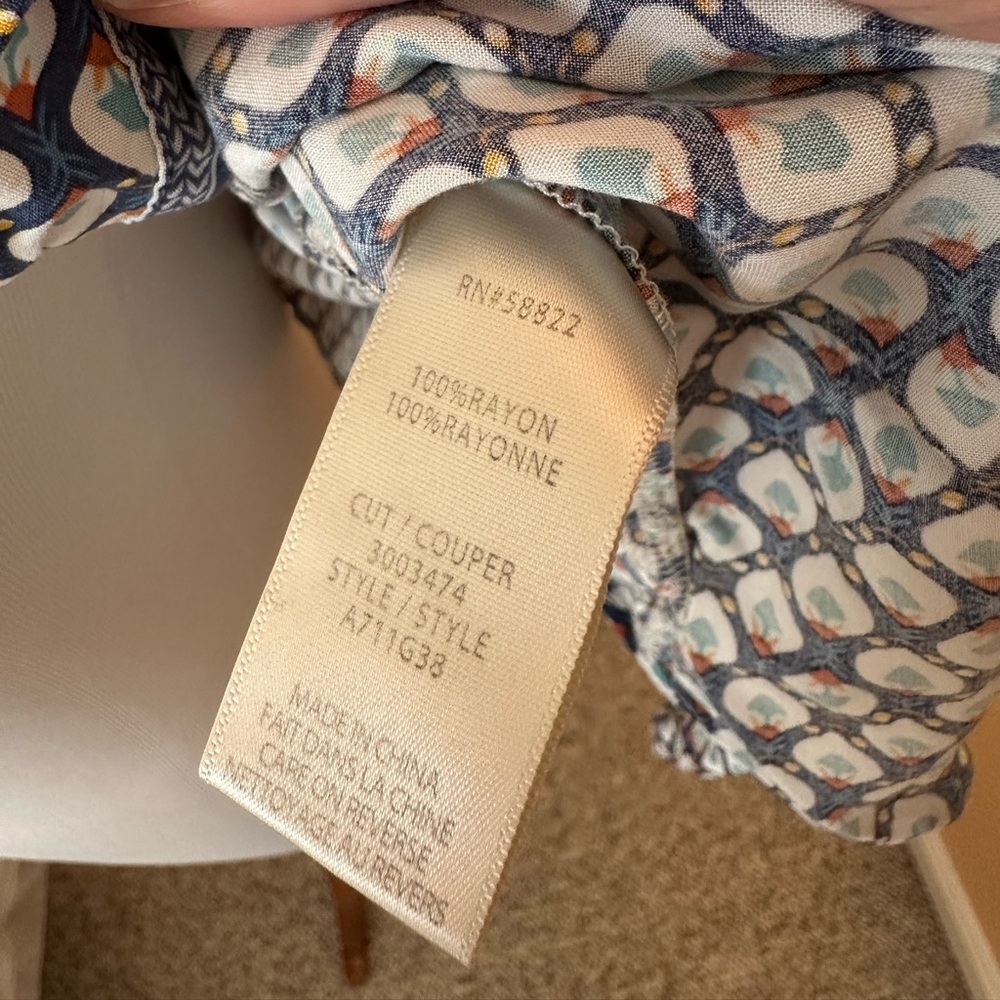 RN#58822
100%RAYON
100%RAYONNE
CUT / COUPER
3003474
STYLE / STYLE
A711G38
MADE IN CHINA
FAIT DANS LA CHINE
CARE ON REVERSE
NETTOYAGE AU REVERS